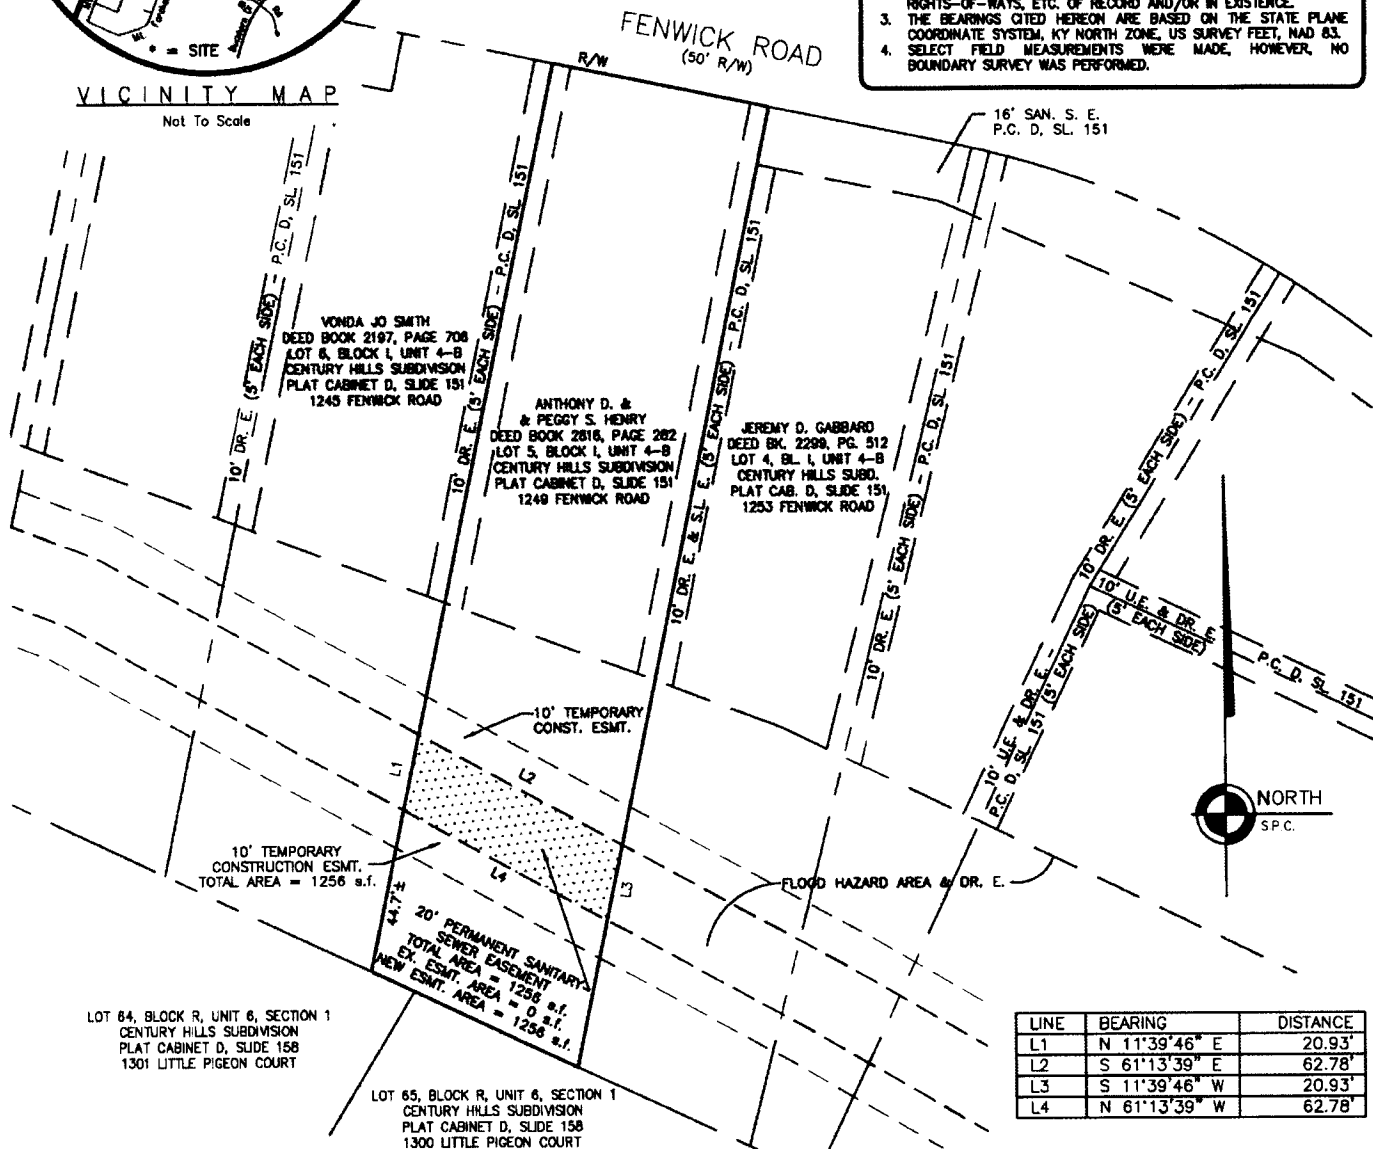 RIGHTS-OF-WAYS, ETC. OF RECORD AND/OR IN EXISTENCE.
3. THE BEARINGS CITED HEREON ARE BASED ON THE STATE PLANE
COORDINATE SYSTEM, KY NORTH ZONE, US SURVEY FEET, NAD 83.
4. SELECT FIELD MEASUREMENTS WERE MADE, HOWEVER, NO
BOUNDARY SURVEY WAS PERFORMED.
* = SITE
VICINITY MAP
Not To Scale
FENWICK ROAD
(50' R/W)
R/W
16' SAN. S. E.
P.C. D, SL. 151
10' DR. E. (5' EACH SIDE) - P.C. D, SL 151
VONDA JO SMITH
DEED BOOK 2197, PAGE 706
LOT 6, BLOCK I, UNIT 4-B
CENTURY HILLS SUBDIVISION
PLAT CABINET D, SLIDE 151
1245 FENWICK ROAD
10' DR. E. (5' EACH SIDE) - P.C. D, SL 151
ANTHONY D. &
& PEGGY S. HENRY
DEED BOOK 2616, PAGE 262
LOT 5, BLOCK I, UNIT 4-B
CENTURY HILLS SUBDIVISION
PLAT CABINET D, SLIDE 151
1249 FENWICK ROAD
10' DR. E. & S.I. E. (5' EACH SIDE) - P.C. D, SL 151
JEREMY D. GABBARD
DEED BK. 2299, PG. 512
LOT 4, BL. I, UNIT 4-B
CENTURY HILLS SUBD.
PLAT CAB. D, SLIDE 151
1253 FENWICK ROAD
10' DR. E. (5' EACH SIDE) - P.C. D, SL 151
10' DR. E. (5' EACH SIDE) - P.C. D, SL 151
10' U.E. & DR. E. P.C. D. SL 151
(5' EACH SIDE)
10' U.E. & DR. E. -
P.C. D, SL 151 (5' EACH SIDE)
10' TEMPORARY
CONST. ESMT.
L1
L2
L3
L4
NORTH
S.P.C.
10' TEMPORARY
CONSTRUCTION ESMT.
TOTAL AREA = 1256 s.f.
FLOOD HAZARD AREA & DR. E.
44.7'±
20' PERMANENT SANITARY
SEWER EASEMENT
TOTAL AREA = 1256 s.f.
EX. ESMT. AREA = 0 s.f.
NEW ESMT. AREA = 1256 s.f.
LOT 64, BLOCK R, UNIT 6, SECTION 1
CENTURY HILLS SUBDIVISION
PLAT CABINET D, SLIDE 158
1301 LITTLE PIGEON COURT
LOT 65, BLOCK R, UNIT 6, SECTION 1
CENTURY HILLS SUBDIVISION
PLAT CABINET D, SLIDE 158
1300 LITTLE PIGEON COURT
LINE BEARING DISTANCE
L1 N 11°39'46" E 20.93'
L2 S 61°13'39" E 62.78'
L3 S 11°39'46" W 20.93'
L4 N 61°13'39" W 62.78'